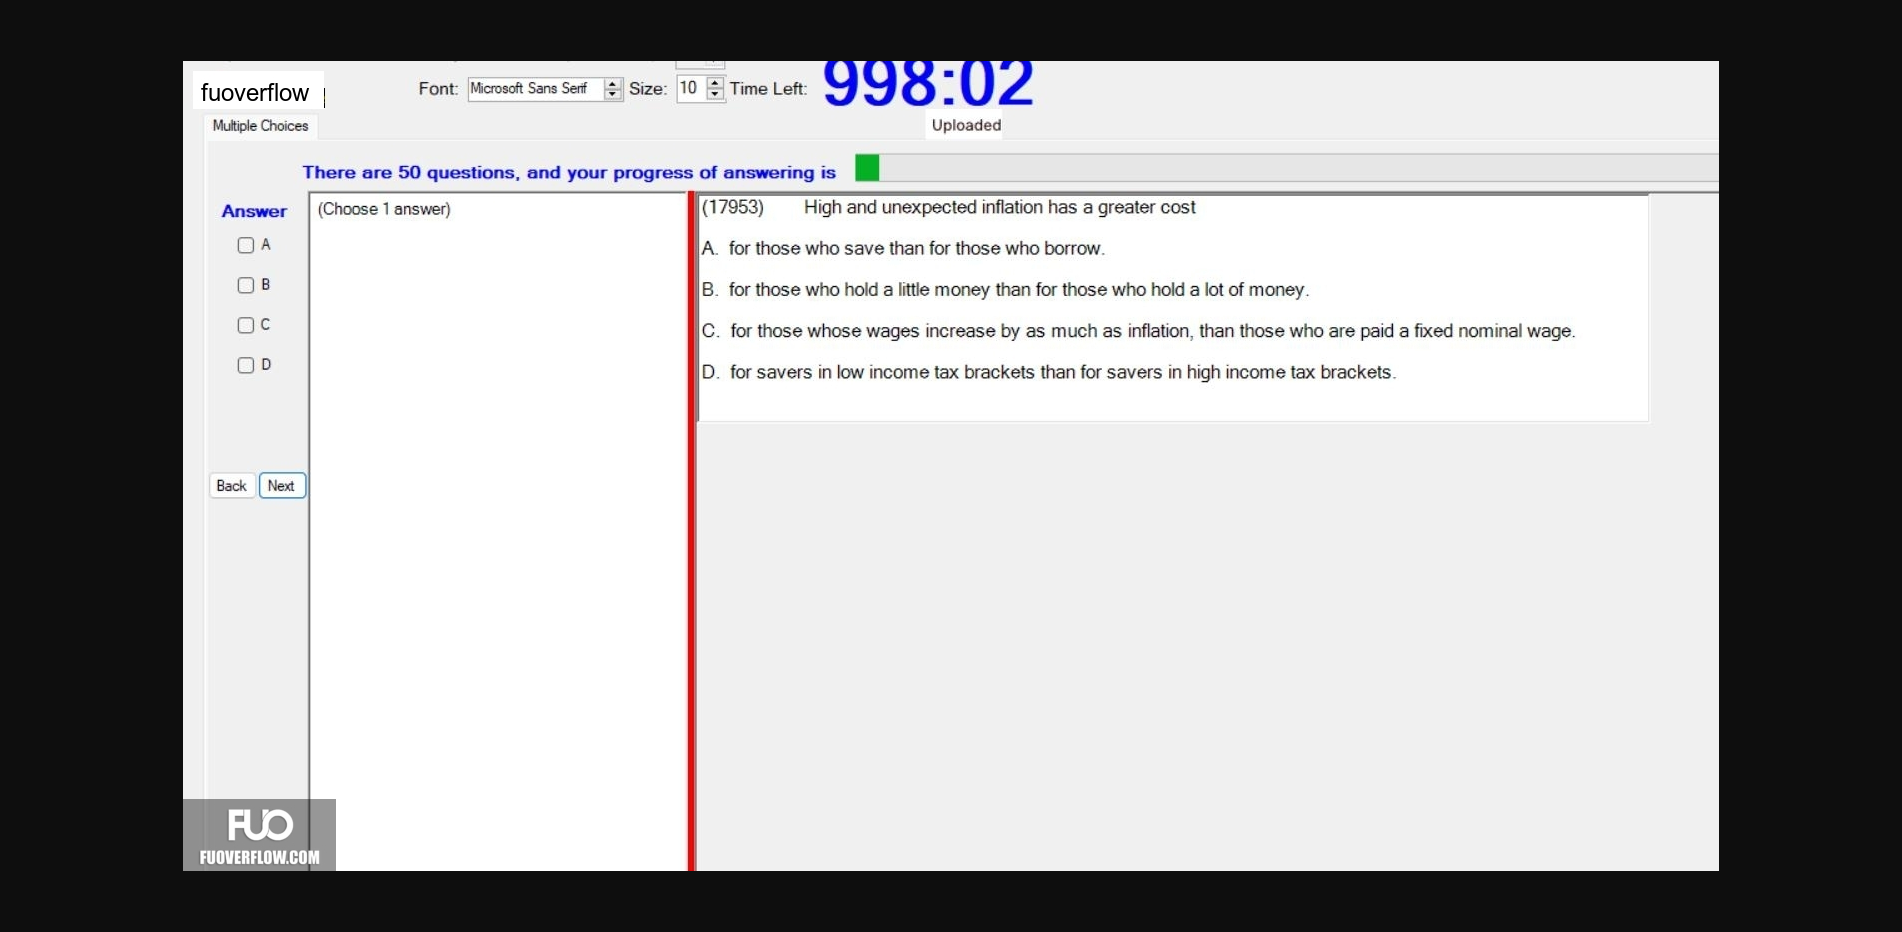 fuoverflow
Font: Microsoft Sans Serif Size: 10 Time Left: 998:02
Multiple Choices
Uploaded
There are 50 questions, and your progress of answering is
Answer
(Choose 1 answer)
A
B
C
D
Back Next
(17953) High and unexpected inflation has a greater cost
A. for those who save than for those who borrow.
B. for those who hold a little money than for those who hold a lot of money.
C. for those whose wages increase by as much as inflation, than those who are paid a fixed nominal wage.
D. for savers in low income tax brackets than for savers in high income tax brackets.
FUO
FUOVERFLOW.COM